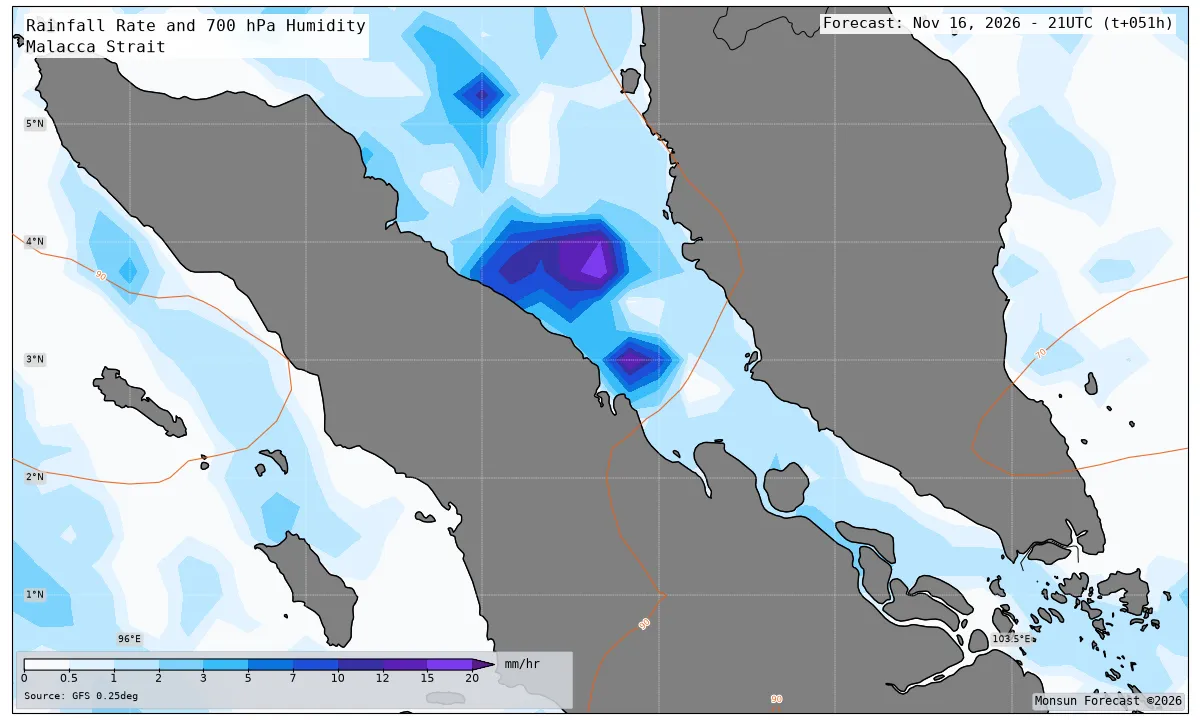 Rainfall Rate and 700 hPa Humidity
Malacca Strait
Forecast: Nov 16, 2026 - 21UTC (t+051h)
5°N
4°N
90
3°N
70
2°N
1°N
90
96°E
103.5°E
mm/hr
0 0.5 1 2 3 5 7 10 12 15 20
Source: GFS 0.25deg
90
Monsun Forecast ©2026